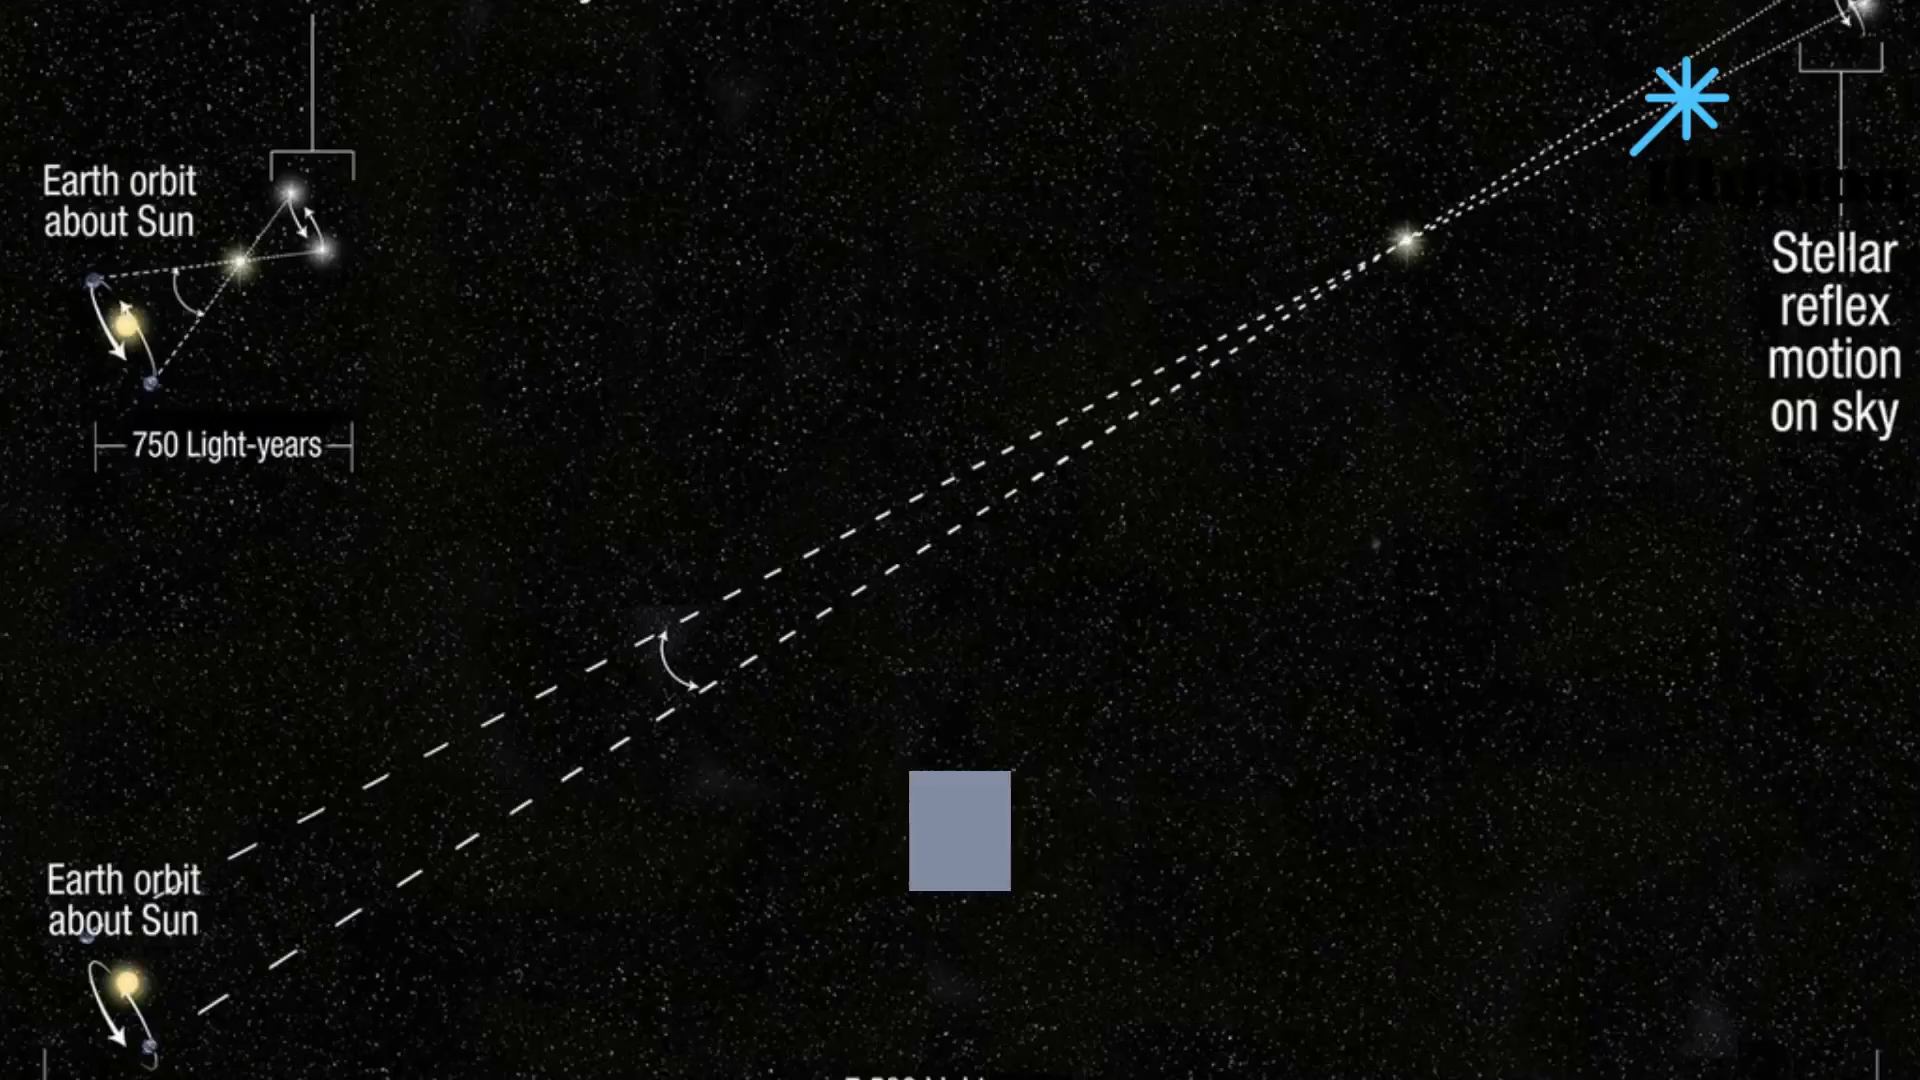 Earth orbit
about Sun
750 Light-years
Stellar
reflex
motion
on sky
Earth orbit
about Sun